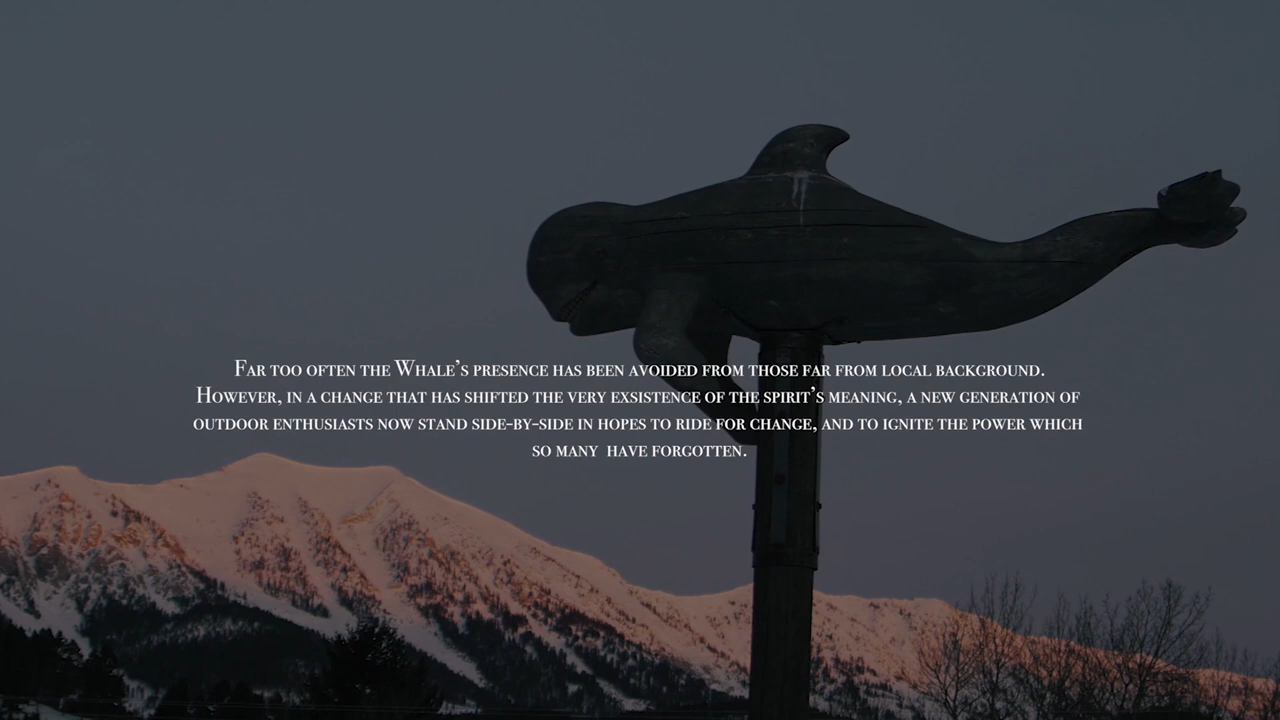 Far too often the Whale's presence has been avoided from those far from local background.
However, in a change that has shifted the very exsistence of the spirit's meaning, a new generation of
outdoor enthusiasts now stand side-by-side in hopes to ride for change, and to ignite the power which
so many  have forgotten.